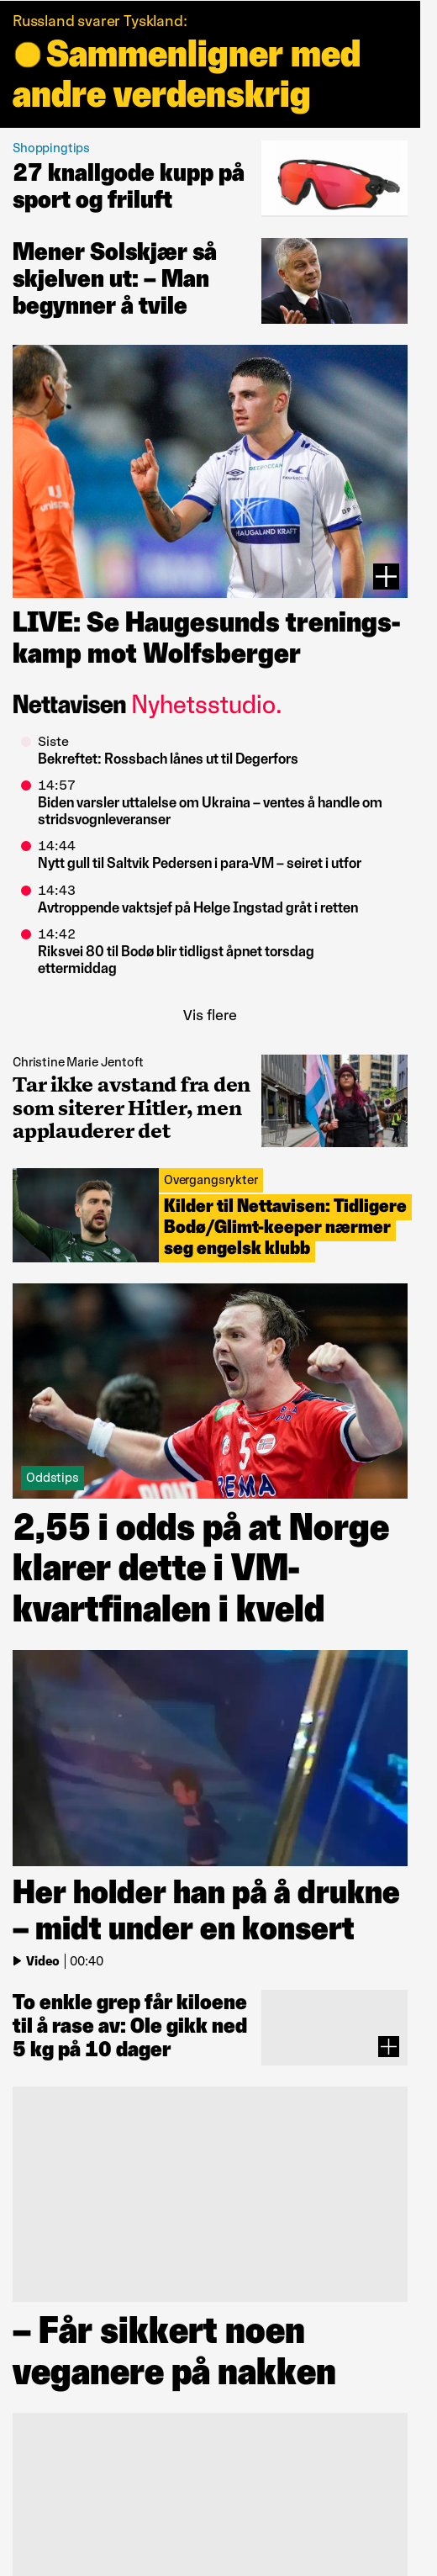 Russland svarer Tyskland:
Sammenligner med
andre verdenskrig
Shoppingtips
27 knallgode kupp på
sport og friluft
Mener Solskjær så
skjelven ut: – Man
begynner å tvile
HAUGALAND KRAFT
LIVE: Se Haugesunds trenings-
kamp mot Wolfsberger
Nettavisen Nyhetsstudio.
Siste
Bekreftet: Rossbach lånes ut til Degerfors
14:57
Biden varsler uttalelse om Ukraina – ventes å handle om
stridsvognleveranser
14:44
Nytt gull til Saltvik Pedersen i para-VM – seiret i utfor
14:43
Avtroppende vaktsjef på Helge Ingstad gråt i retten
14:42
Riksvei 80 til Bodø blir tidligst åpnet torsdag
ettermiddag
Vis flere
Christine Marie Jentoft
Tar ikke avstand fra den
som siterer Hitler, men
applauderer det
Overgangsrykter
Kilder til Nettavisen: Tidligere
Bodø/Glimt-keeper nærmer
seg engelsk klubb
5
REMA
Oddstips
2,55 i odds på at Norge
klarer dette i VM-
kvartfinalen i kveld
Her holder han på å drukne
– midt under en konsert
Video 00:40
To enkle grep får kiloene
til å rase av: Ole gikk ned
5 kg på 10 dager
– Får sikkert noen
veganere på nakken